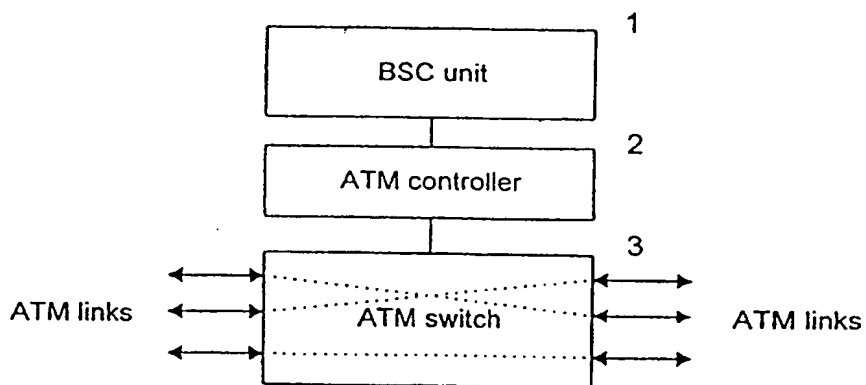 1
BSC unit
2
ATM controller
3
ATM links
ATM switch
ATM links